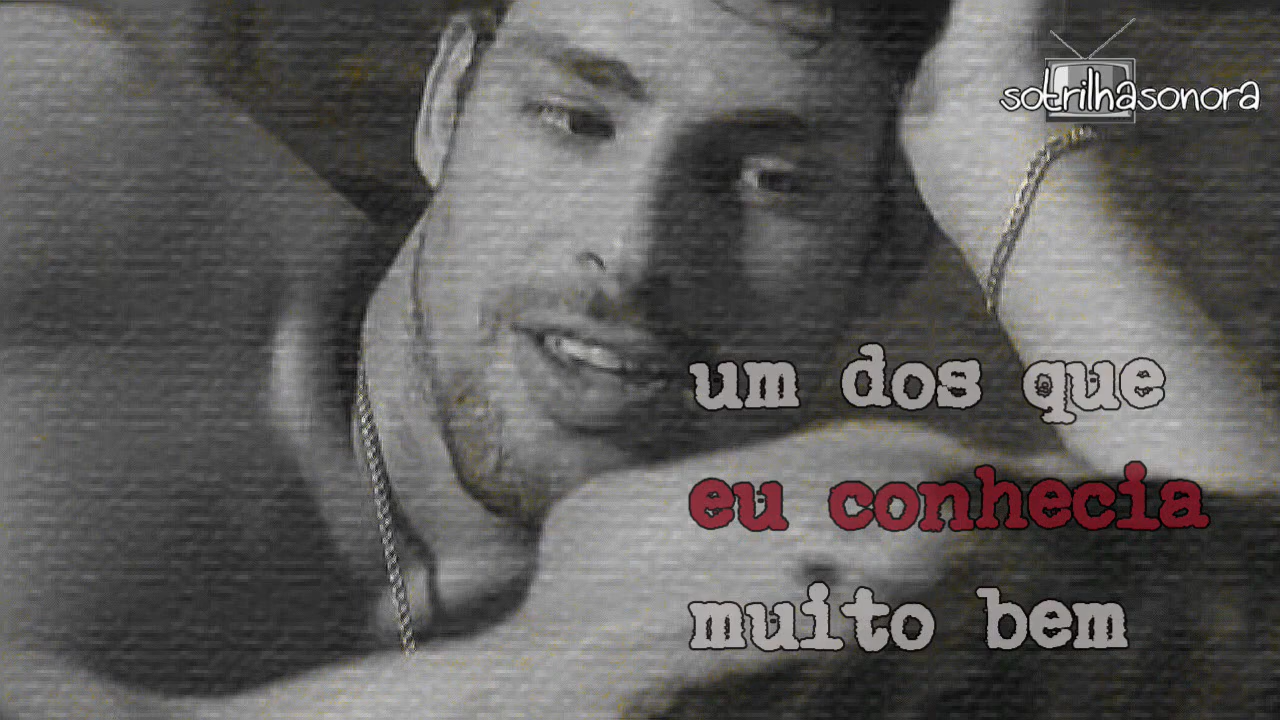 sotrilhasonora
um dos que
eu conhecia
muito bem